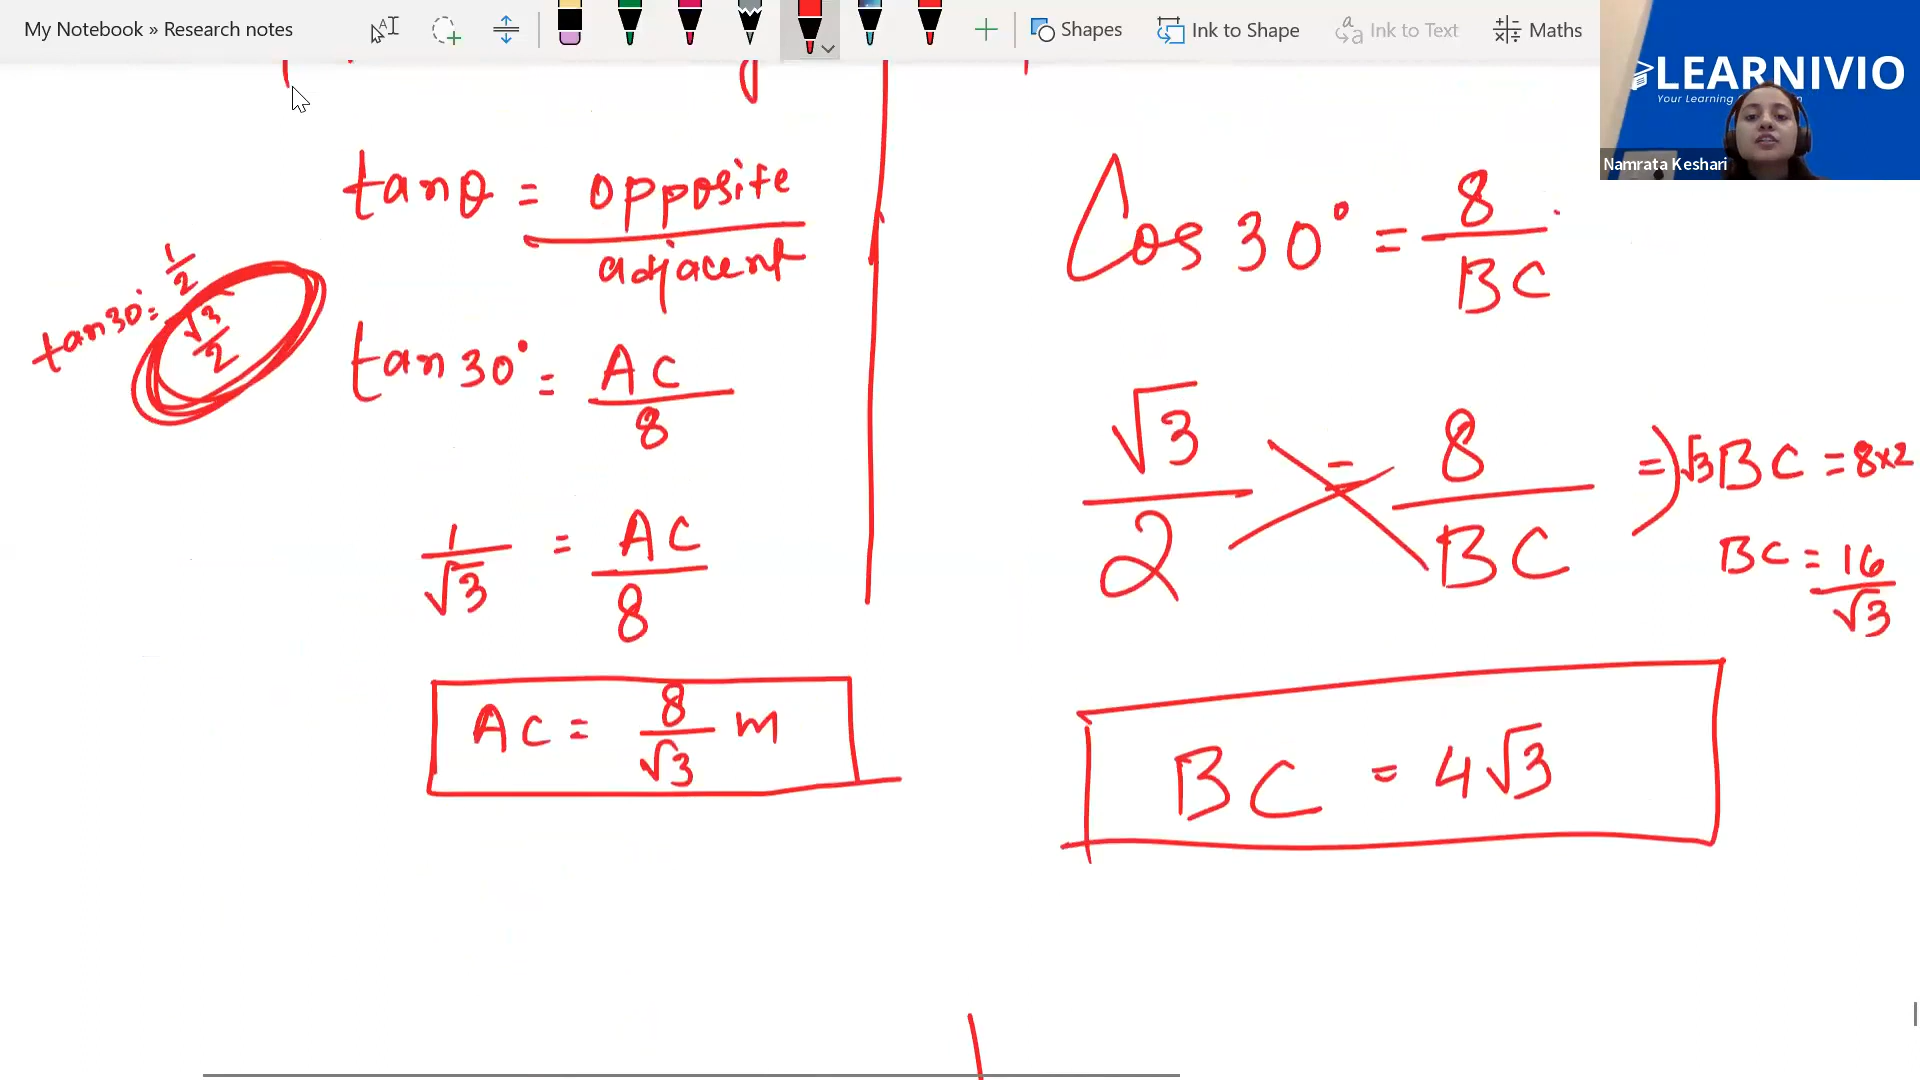 My Notebook » Research notes
Shapes
Ink to Shape
Ink to Text
Maths
LEARNIVIO
Namrata Keshari
tanθ = opposite / adjacent
tan30° = 1/2 / √3/2
tan30° = AC/8
1/√3 = AC/8
AC = 8/√3 m
Cos 30° = 8/BC
√3/2 = 8/BC
=) √3BC = 8×2
BC = 16/√3
BC = 4√3